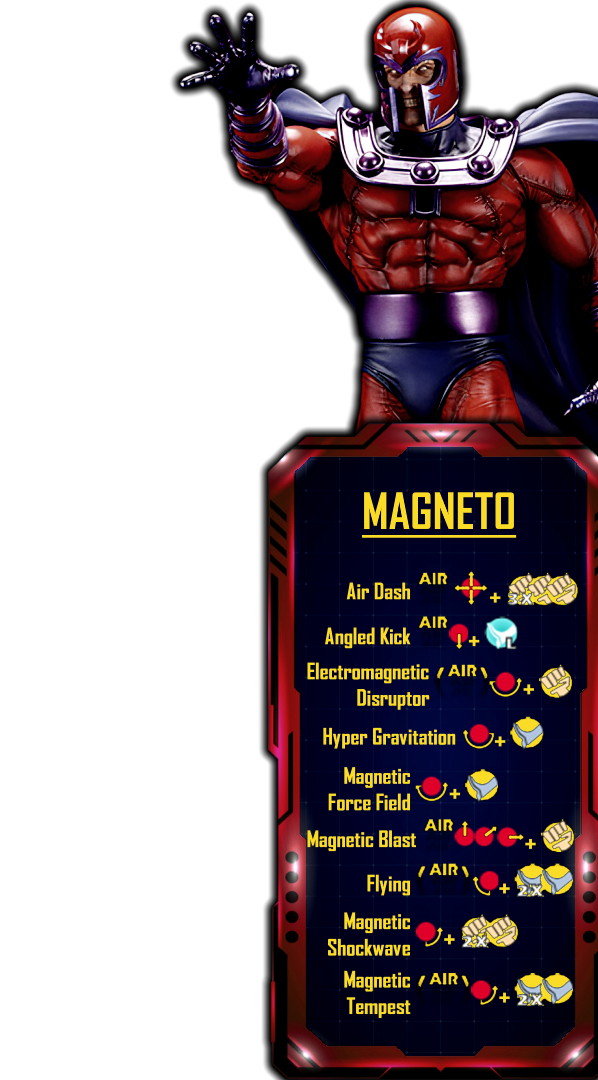 MAGNETO
Air Dash AIR + 3X
Angled Kick AIR + L
Electromagnetic ( AIR ) +
Disruptor
Hyper Gravitation +
Magnetic
Force Field +
Magnetic Blast AIR +
Flying ( AIR ) + 2X
Magnetic
Shockwave + 2X
Magnetic ( AIR ) + 2X
Tempest